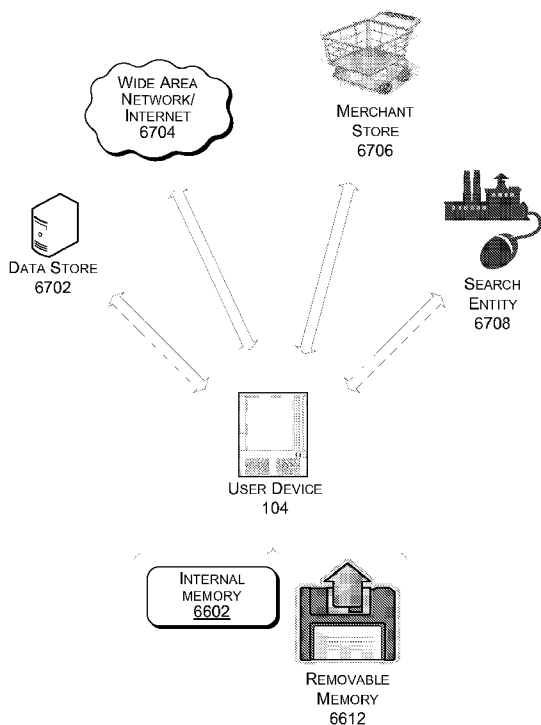 WIDE AREA
NETWORK/
INTERNET
6704
MERCHANT
STORE
6706
DATA STORE
6702
SEARCH
ENTITY
6708
USER DEVICE
104
INTERNAL
MEMORY
6602
REMOVABLE
MEMORY
6612